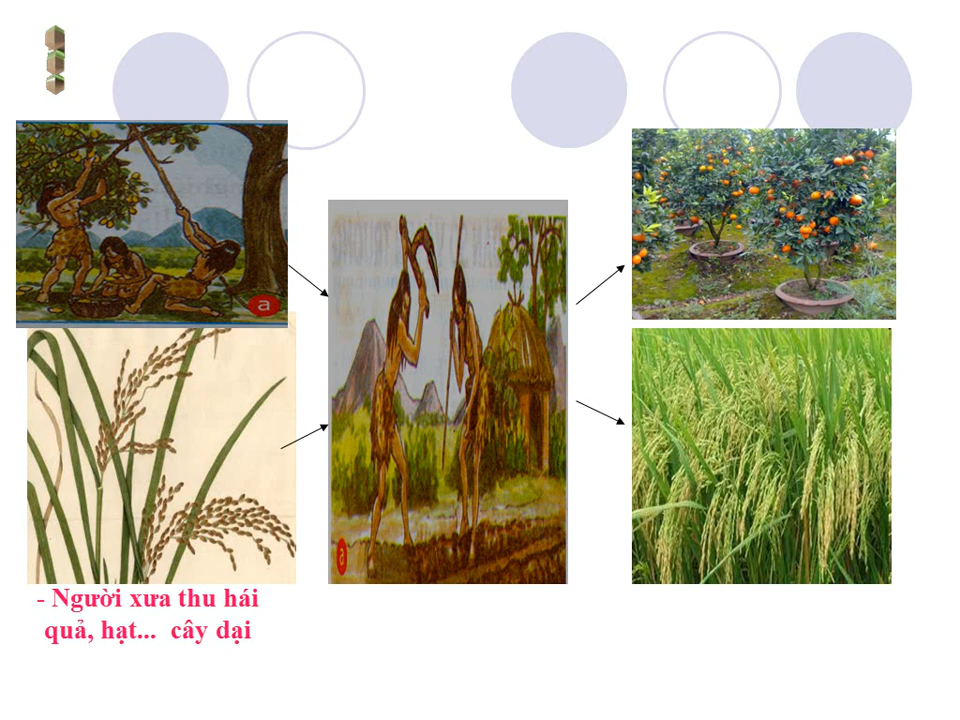 a
a
- Người xưa thu hái
quả, hạt... cây dại